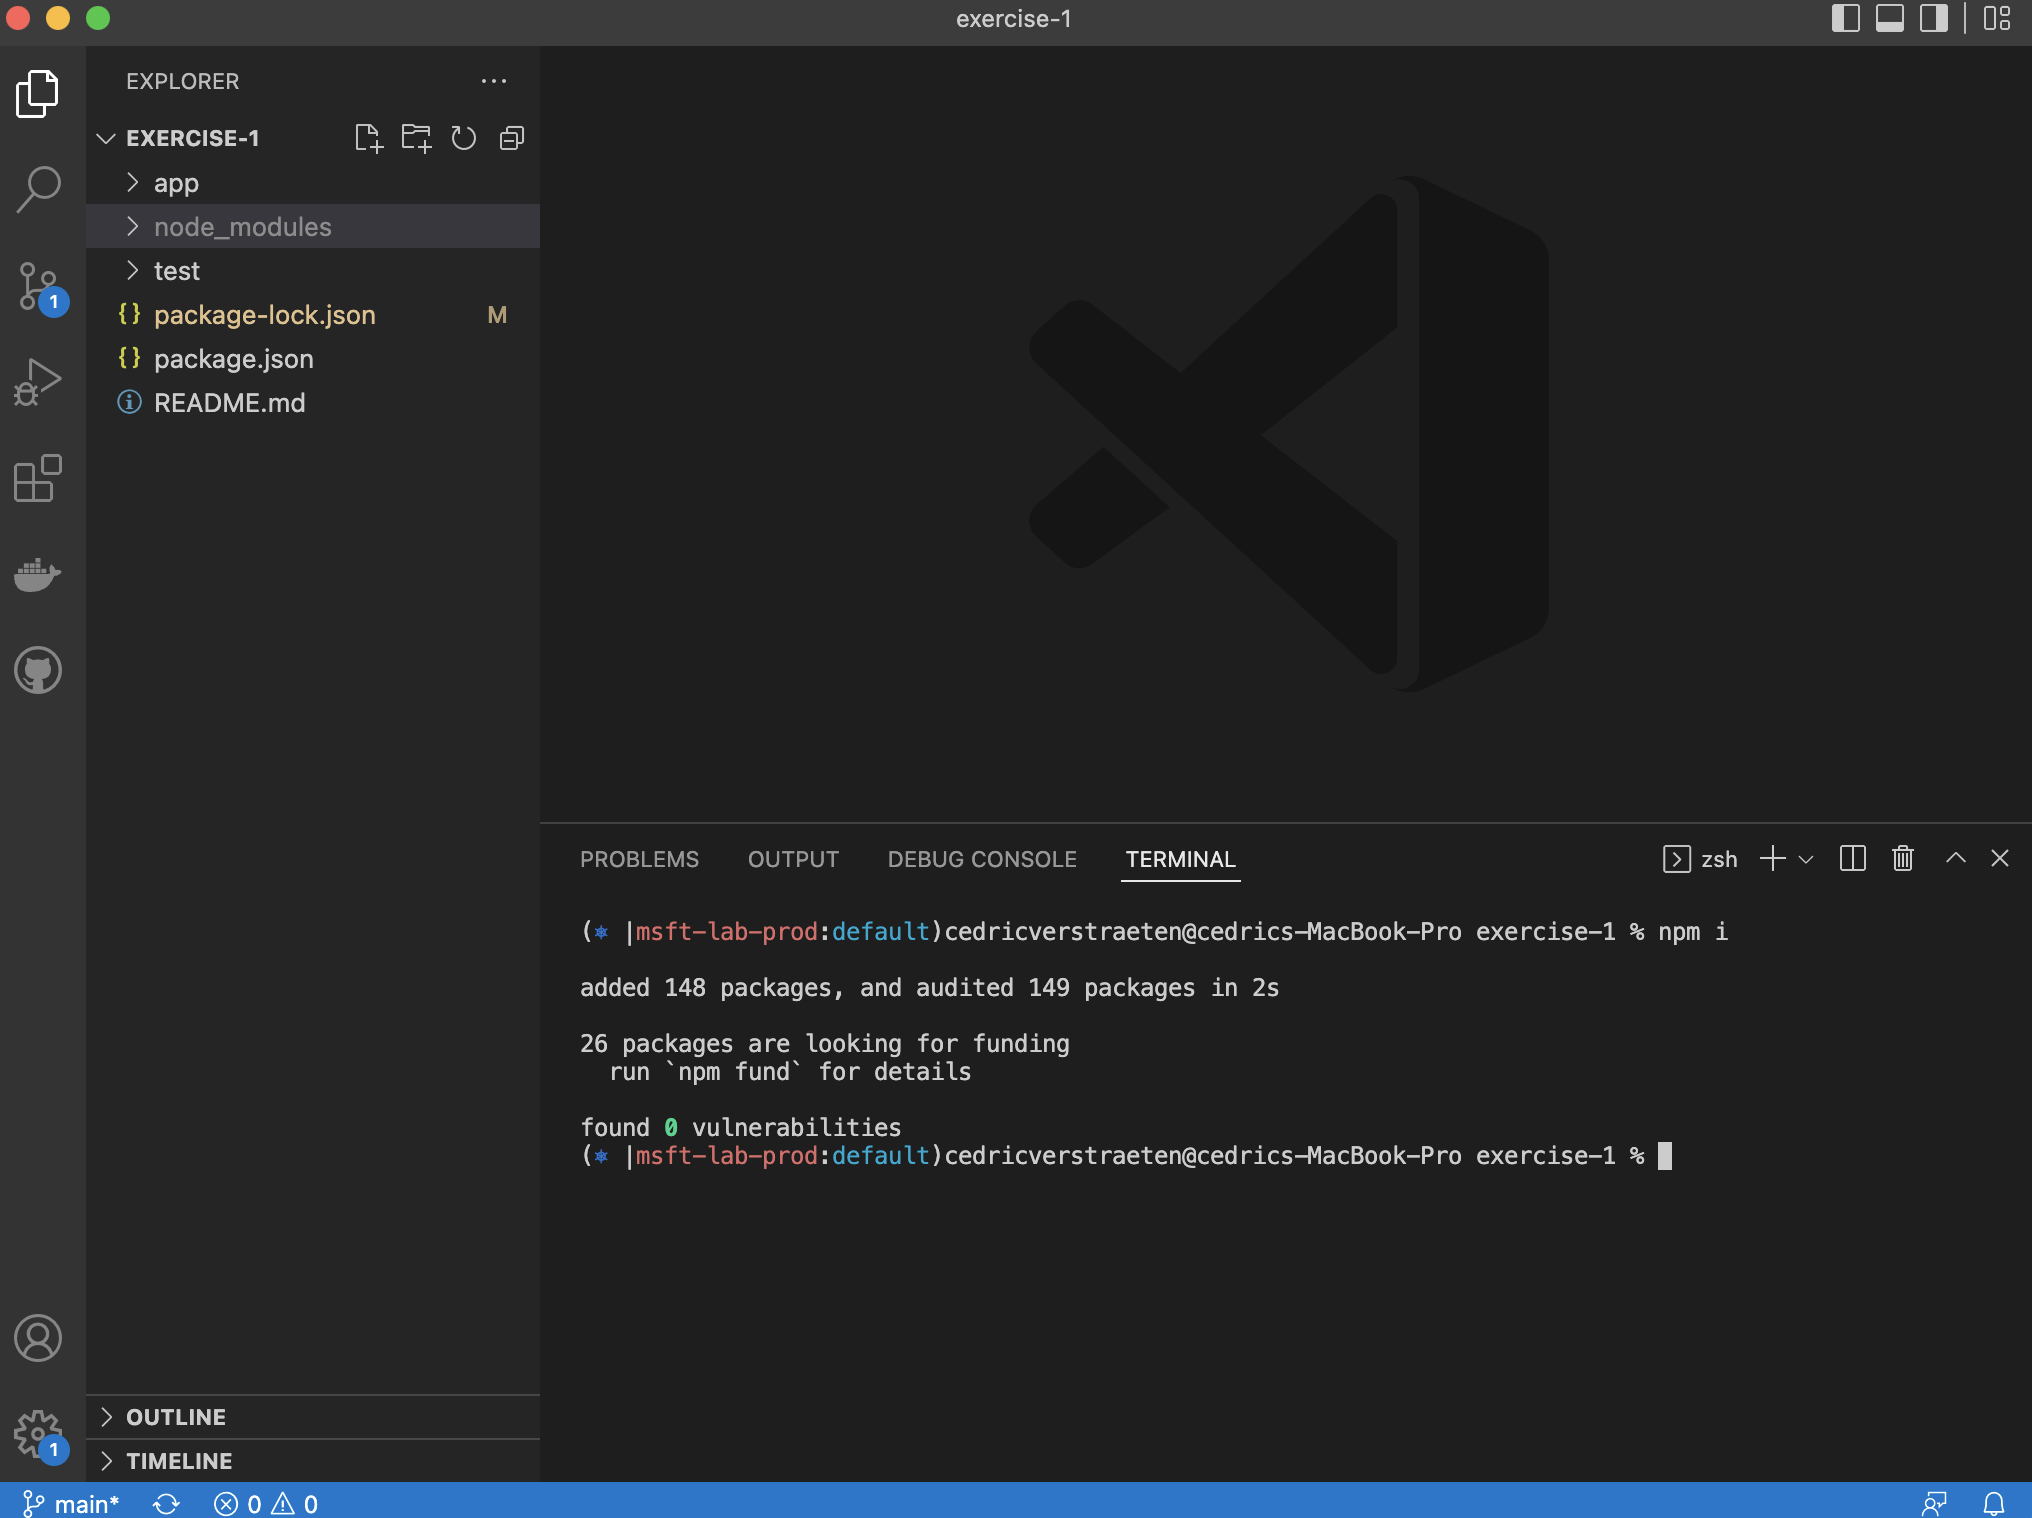 exercise-1
EXPLORER
EXERCISE-1
app
node_modules
test
package-lock.json M
package.json
README.md
1
1
OUTLINE
TIMELINE
PROBLEMS OUTPUT DEBUG CONSOLE TERMINAL zsh
(⎈ |msft-lab-prod:default)cedricverstraeten@cedrics-MacBook-Pro exercise-1 % npm i
added 148 packages, and audited 149 packages in 2s
26 packages are looking for funding
run `npm fund` for details
found 0 vulnerabilities
(⎈ |msft-lab-prod:default)cedricverstraeten@cedrics-MacBook-Pro exercise-1 %
main* 0 0